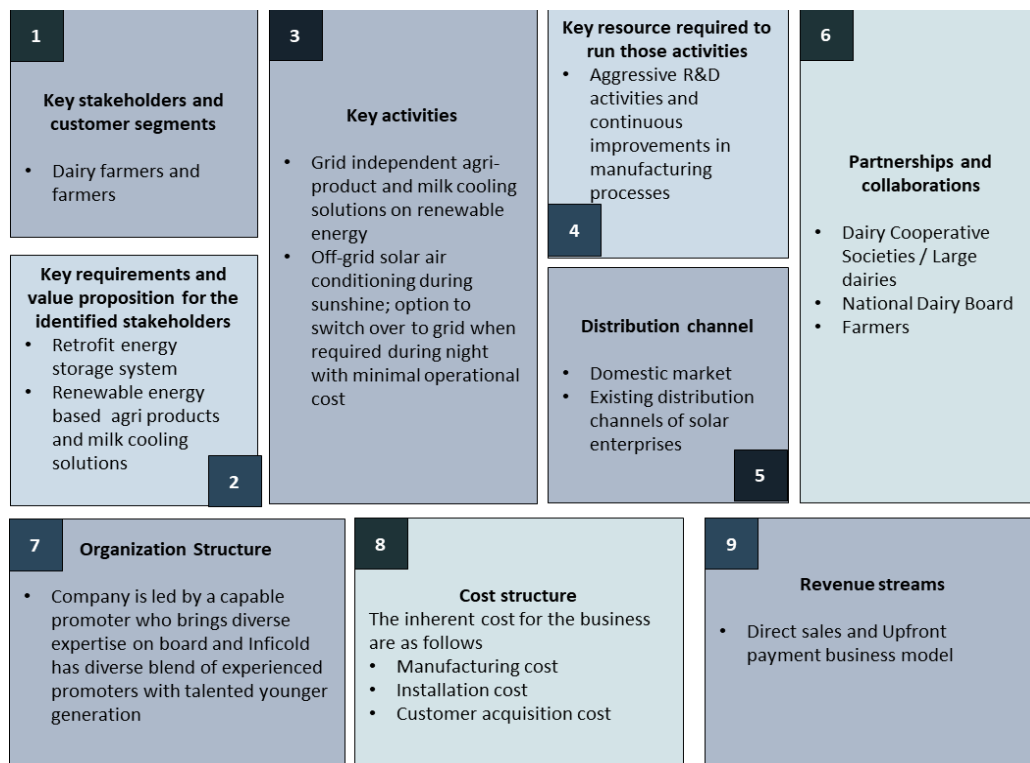 1
Key stakeholders and
customer segments
• Dairy farmers and
farmers
Key requirements and
value proposition for the
identified stakeholders
• Retrofit energy
storage system
• Renewable energy
based agri products
and milk cooling
solutions
2
3
Key activities
• Grid independent agri-
product and milk cooling
solutions on renewable
energy
• Off-grid solar air
conditioning during
sunshine; option to
switch over to grid when
required during night
with minimal operational
cost
Key resource required to
run those activities
• Aggressive R&D
activities and
continuous
improvements in
manufacturing
processes
4
Distribution channel
• Domestic market
• Existing distribution
channels of solar
enterprises
5
6
Partnerships and
collaborations
• Dairy Cooperative
Societies / Large
dairies
• National Dairy Board
• Farmers
7
Organization Structure
• Company is led by a capable
promoter who brings diverse
expertise on board and Inficold
has diverse blend of experienced
promoters with talented younger
generation
8
Cost structure
The inherent cost for the business
are as follows
• Manufacturing cost
• Installation cost
• Customer acquisition cost
9
Revenue streams
• Direct sales and Upfront
payment business model